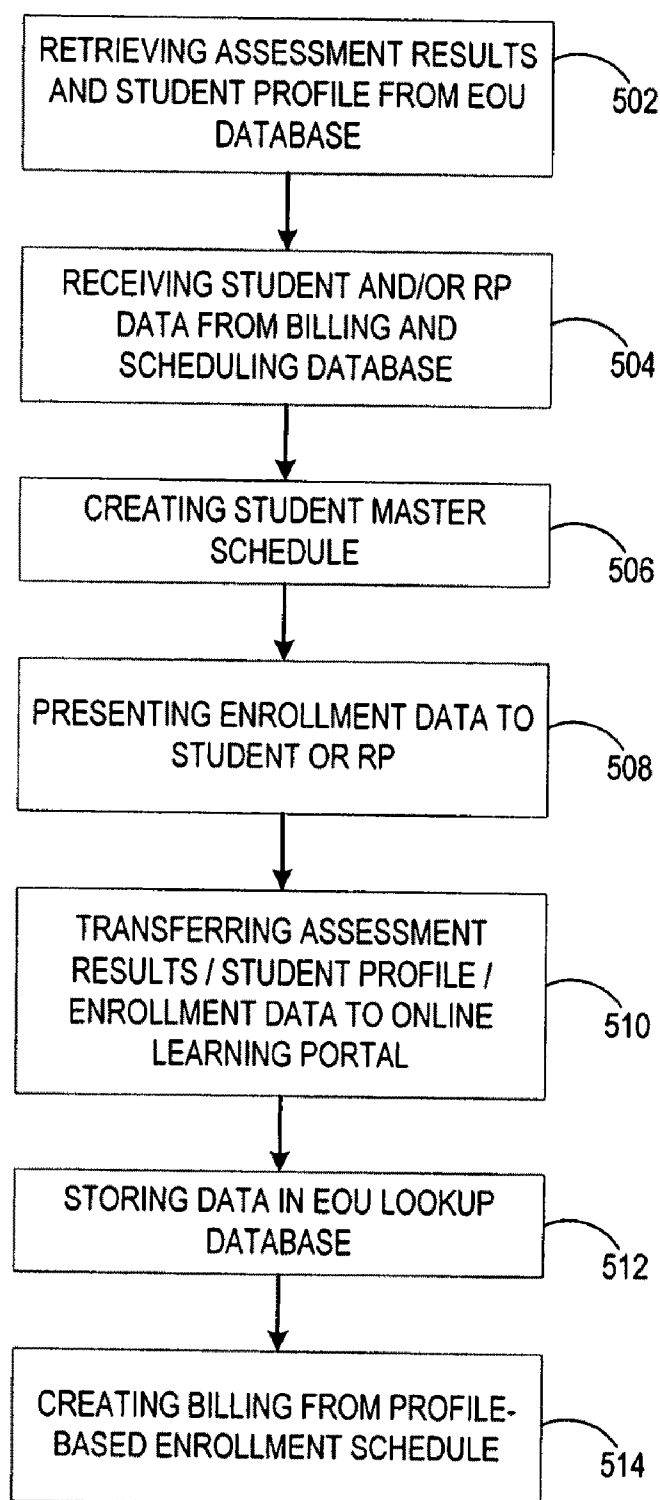 RETRIEVING ASSESSMENT RESULTS
AND STUDENT PROFILE FROM EOU
DATABASE
502
RECEIVING STUDENT AND/OR RP
DATA FROM BILLING AND
SCHEDULING DATABASE
504
CREATING STUDENT MASTER
SCHEDULE
506
PRESENTING ENROLLMENT DATA TO
STUDENT OR RP
508
TRANSFERRING ASSESSMENT
RESULTS / STUDENT PROFILE /
ENROLLMENT DATA TO ONLINE
LEARNING PORTAL
510
STORING DATA IN EOU LOOKUP
DATABASE
512
CREATING BILLING FROM PROFILE-
BASED ENROLLMENT SCHEDULE
514